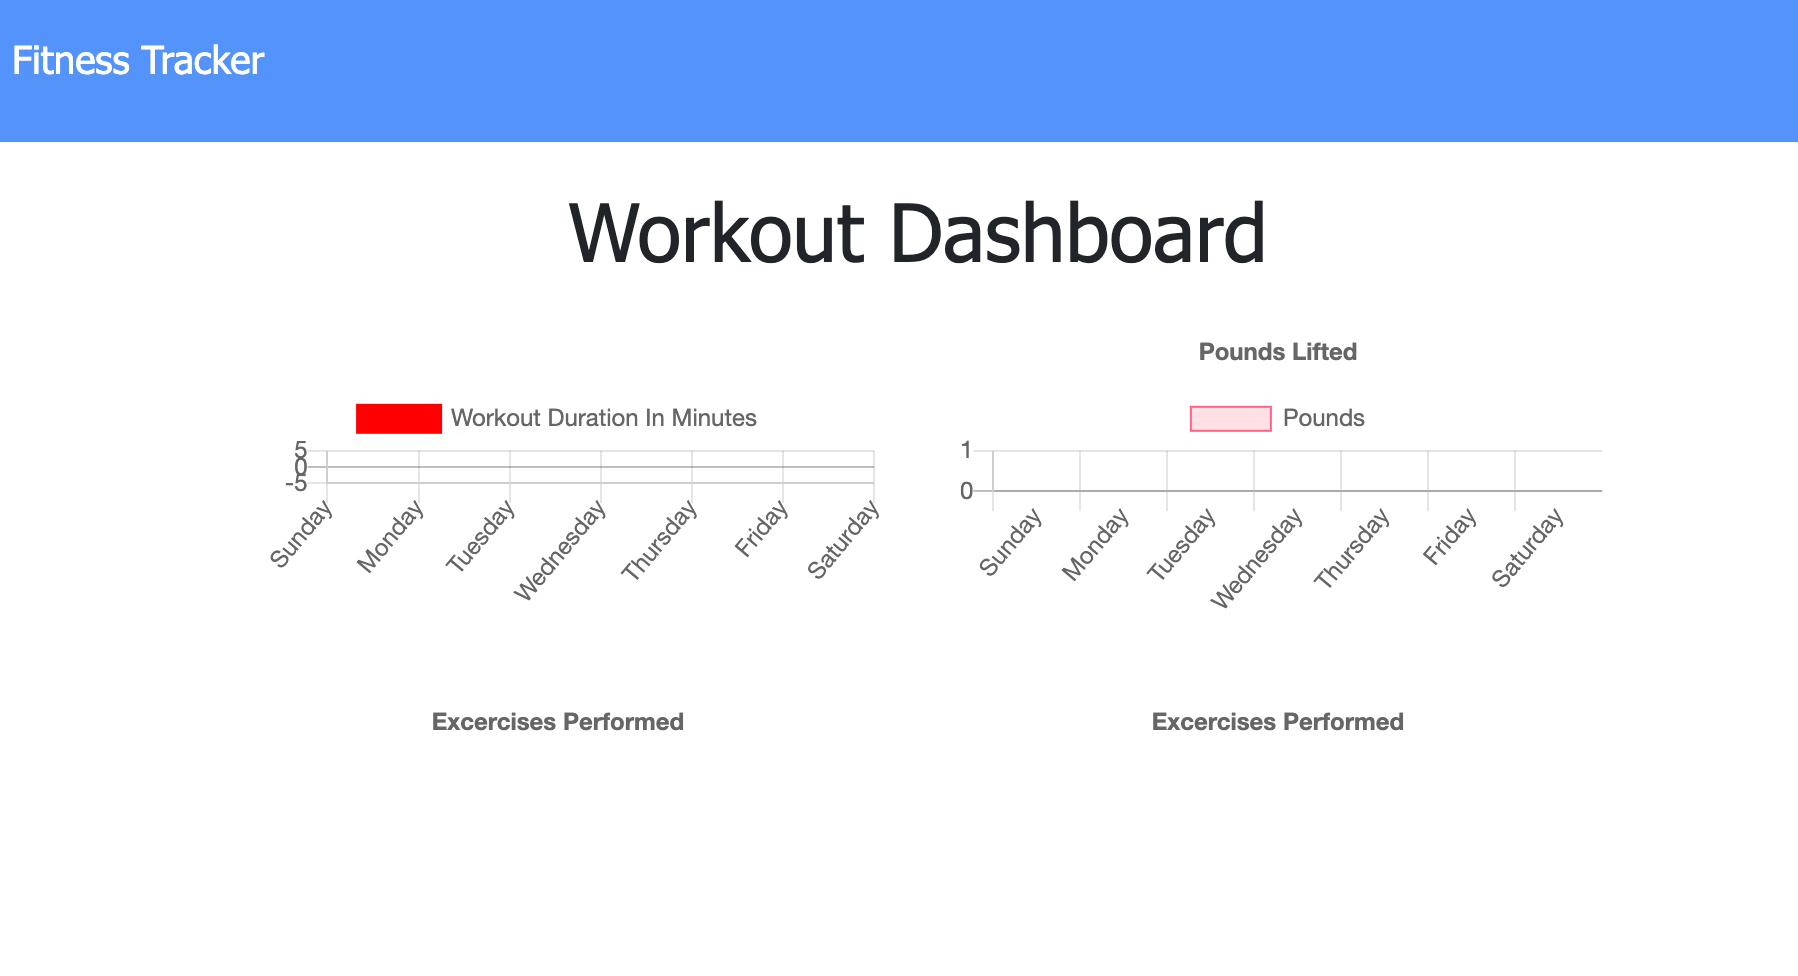 Fitness Tracker
Workout Dashboard
Workout Duration In Minutes
5
0
-5
Sunday
Monday
Tuesday
Wednesday
Thursday
Friday
Saturday
Pounds Lifted
Pounds
1
0
Sunday
Monday
Tuesday
Wednesday
Thursday
Friday
Saturday
Excercises Performed
Excercises Performed